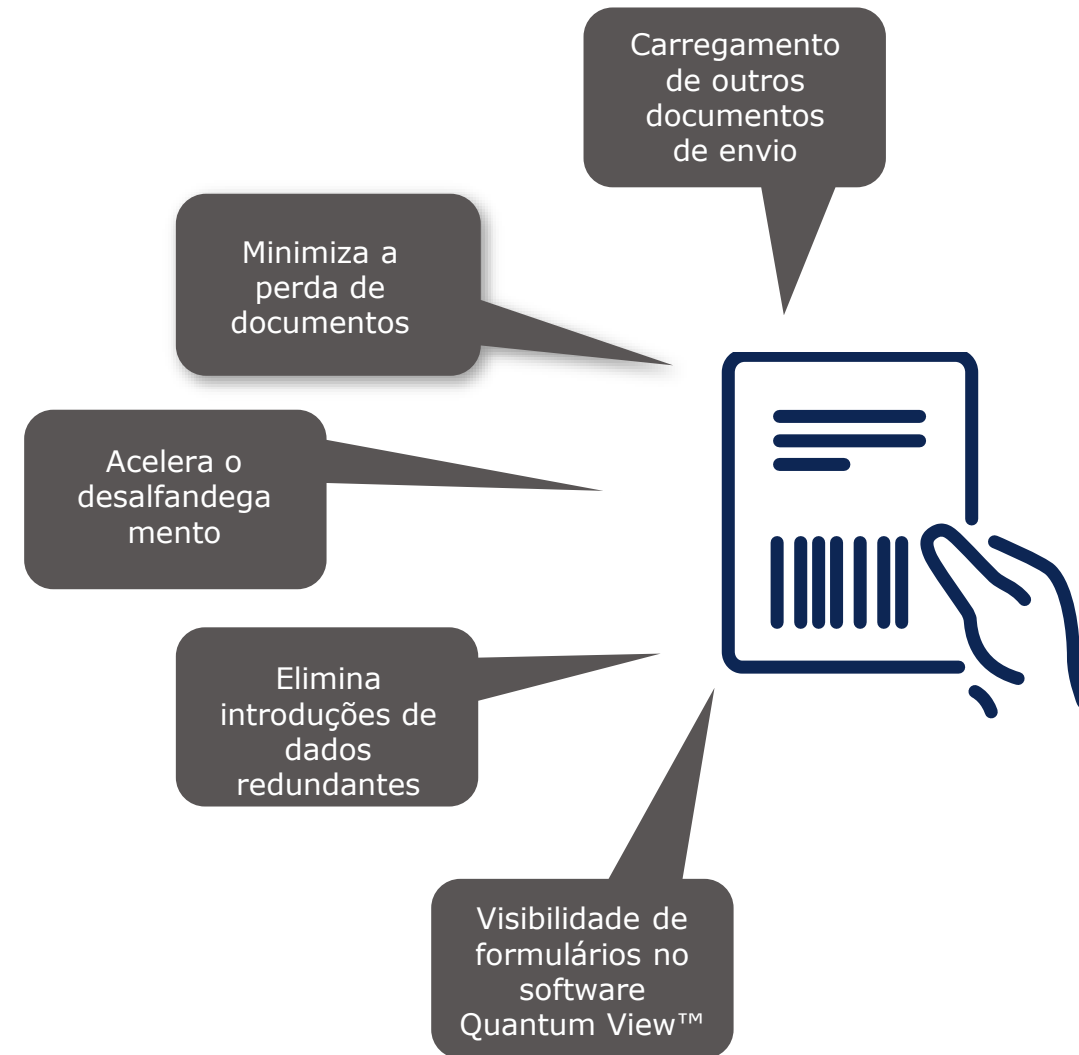 Carregamento
de outros
documentos
de envio
Minimiza a
perda de
documentos
Acelera o
desalfandega
mento
Elimina
introduções de
dados
redundantes
Visibilidade de
formulários no
software
Quantum View™